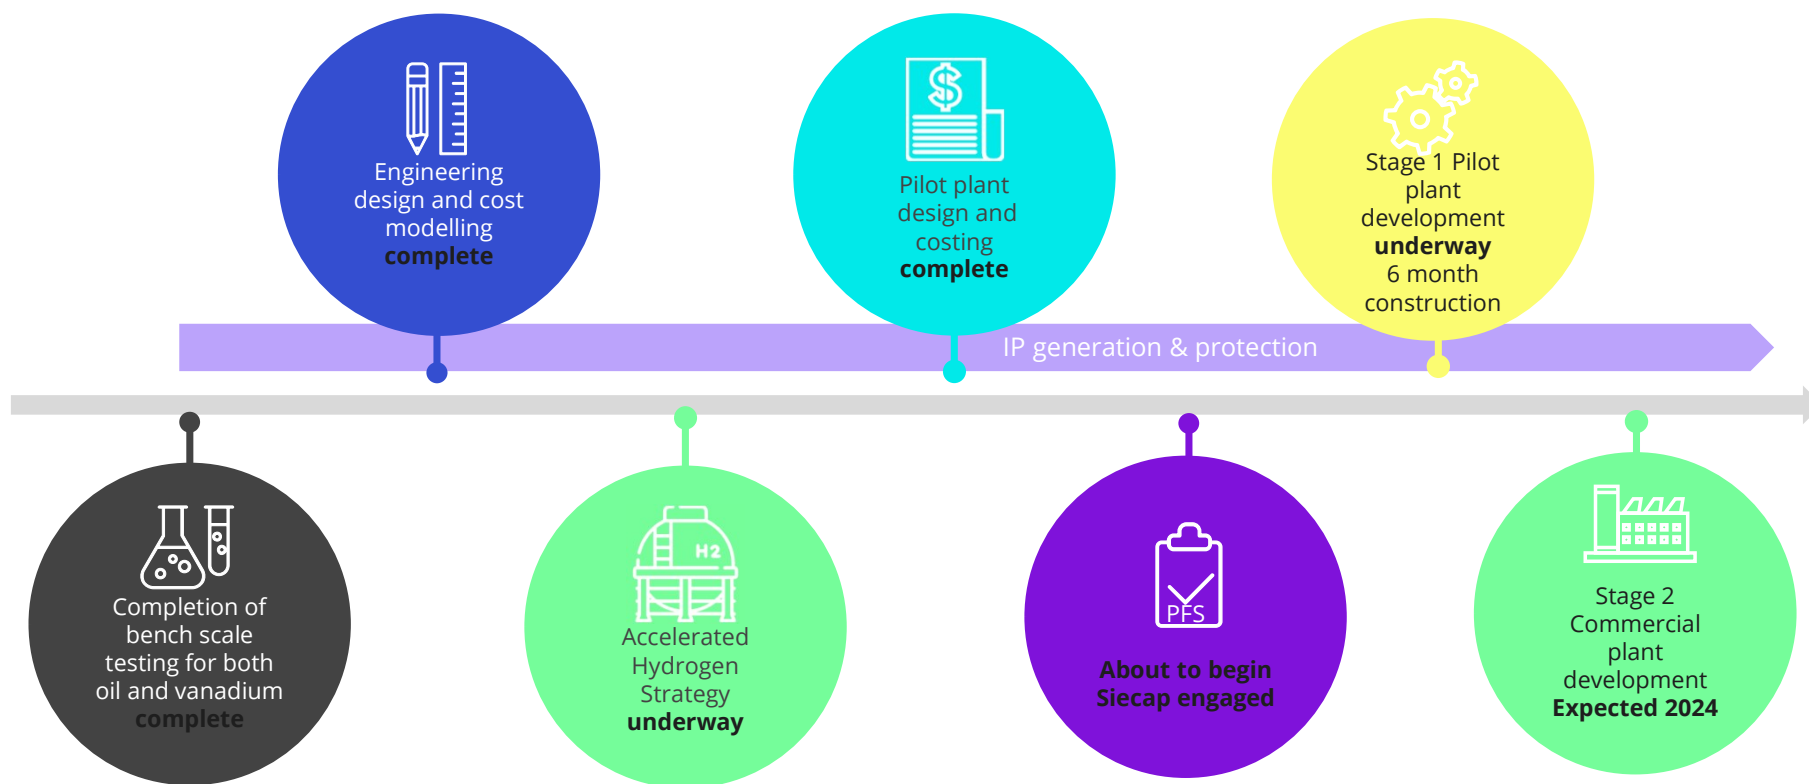 Engineering
design and cost
modelling
complete
$
Pilot plant
design and
costing
complete
Stage 1 Pilot
plant
development
underway
6 month
construction
IP generation & protection
Completion of
bench scale
testing for both
oil and vanadium
complete
H2
Accelerated
Hydrogen
Strategy
underway
PFS
About to begin
Siecap engaged
Stage 2
Commercial
plant
development
Expected 2024